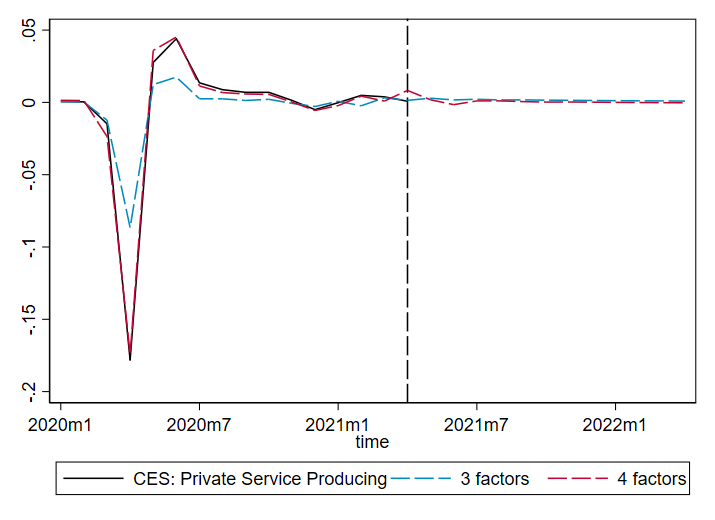 .05
0
-.05
-.1
-.15
-.2
2020m1 2020m7 2021m1 2021m7 2022m1
time
CES: Private Service Producing 3 factors 4 factors